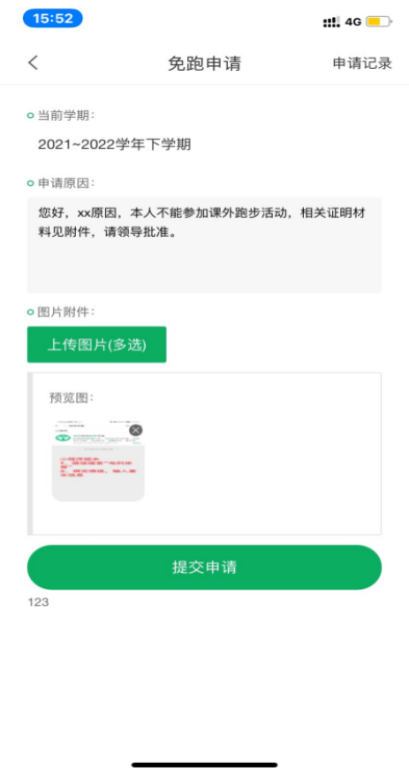 15:52
4G
免跑申请
申请记录
当前学期：
2021~2022学年下学期
申请原因：
您好，xx原因，本人不能参加课外跑步活动，相关证明材
料见附件，请领导批准。
图片附件：
上传图片(多选)
预览图：
提交申请
123